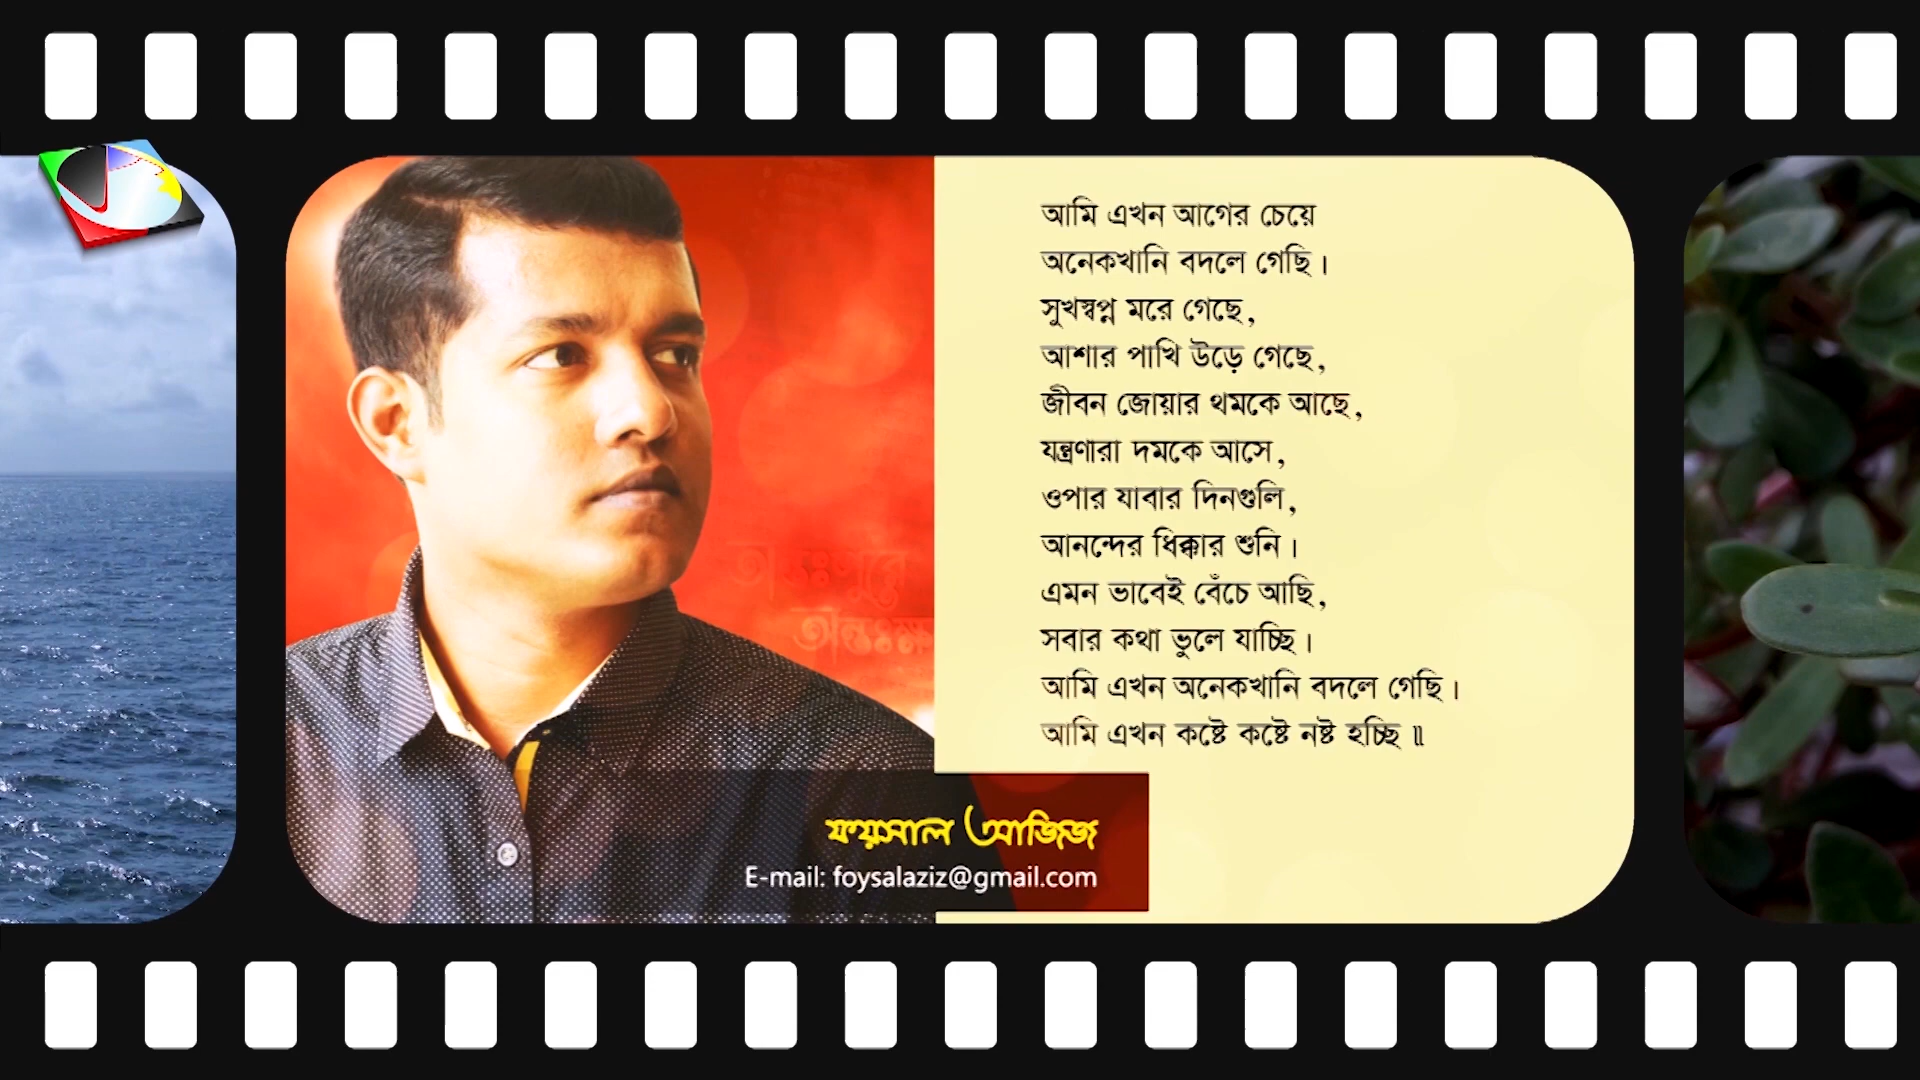 আমি এখন আগের চেয়ে
অনেকখানি বদলে গেছি।
সুখস্বপ্ন মরে গেছে,
আশার পাখি উড়ে গেছে,
জীবন জোয়ার থমকে আছে,
যন্ত্রণারা দমকে আসে,
ওপার যাবার দিনগুলি,
আনন্দের ধিক্কার শুনি।
এমন ভাবেই বেঁচে আছি,
সবার কথা ভুলে যাচ্ছি।
আমি এখন অনেকখানি বদলে গেছি।
আমি এখন কষ্টে কষ্টে নষ্ট হচ্ছি॥
ফয়সাল আজিজ
E-mail: foysalaziz@gmail.com